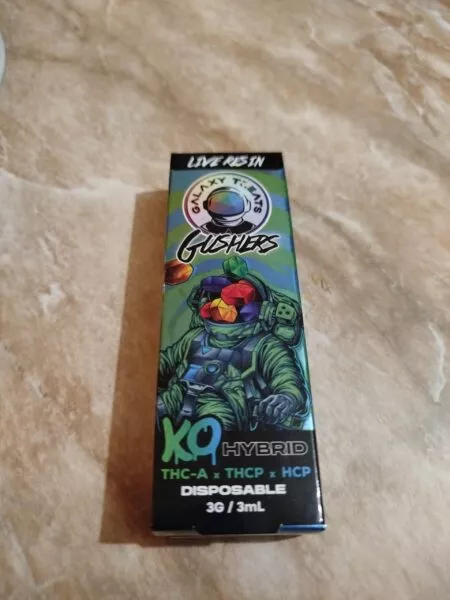 LIVE RESIN
GALAXY TREATS
GUSHERS
KO HYBRID
THC-A x THCP x HCP
DISPOSABLE
3G / 3mL